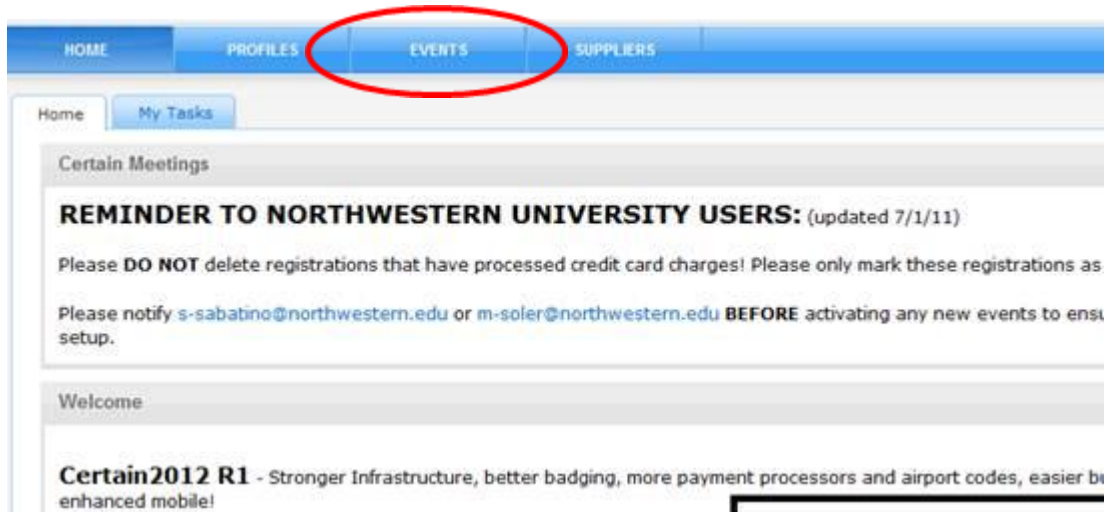 HOME PROFILES EVENTS SUPPLIERS
Home My Tasks
Certain Meetings
REMINDER TO NORTHWESTERN UNIVERSITY USERS: (updated 7/1/11)
Please DO NOT delete registrations that have processed credit card charges! Please only mark these registrations as
Please notify s-sabatino@northwestern.edu or m-soler@northwestern.edu BEFORE activating any new events to ensu
setup.
Welcome
Certain2012 R1 - Stronger Infrastructure, better badging, more payment processors and airport codes, easier bu
enhanced mobile!